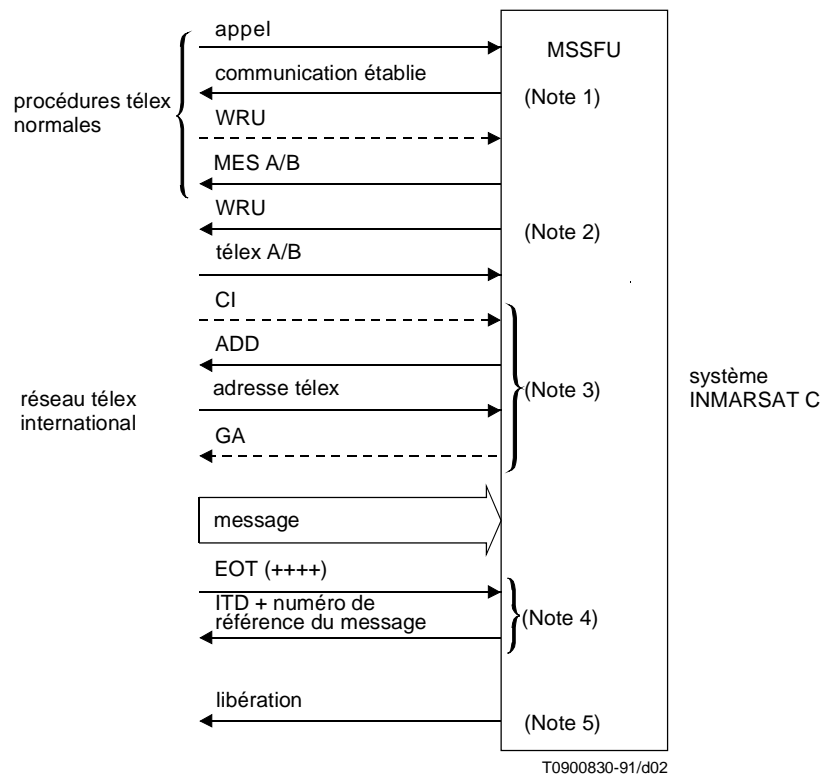 appel
MSSFU
communication établie
(Note 1)
procédures télex
normales
WRU
MES A/B
WRU
(Note 2)
télex A/B
CI
ADD
(Note 3)
système
INMARSAT C
adresse télex
réseau télex
international
GA
message
EOT (++++)
ITD + numéro de
référence du message
(Note 4)
libération
(Note 5)
T0900830-91/d02